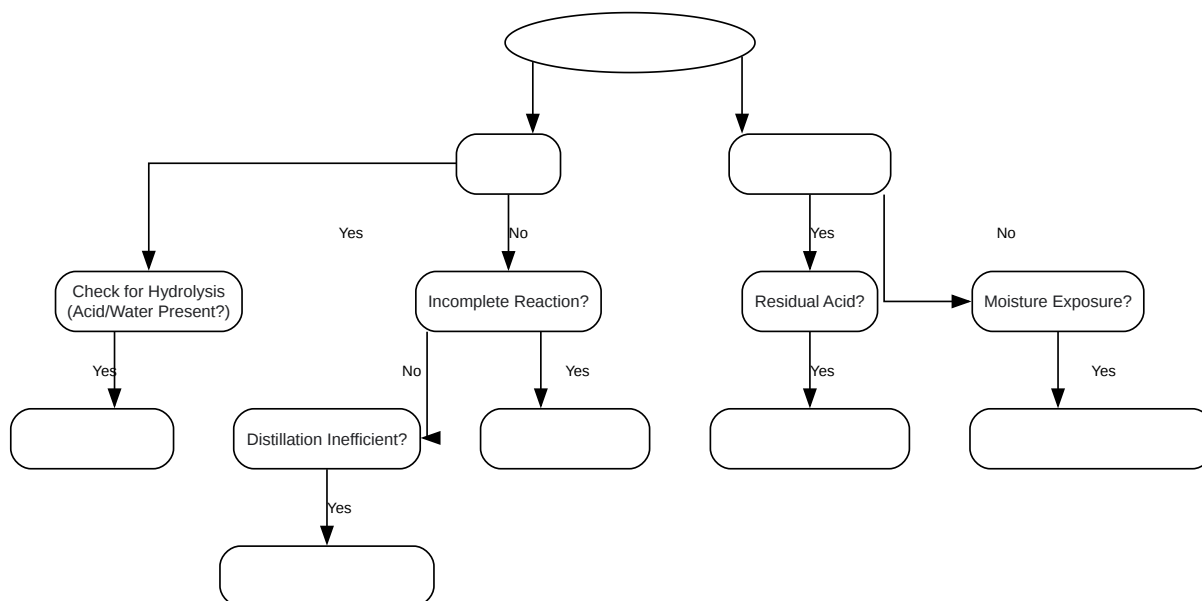 Yes
No
Yes
No
Check for Hydrolysis
(Acid/Water Present?)
Incomplete Reaction?
Residual Acid?
Moisture Exposure?
Yes
No
Yes
Yes
Yes
Distillation Inefficient?
Yes